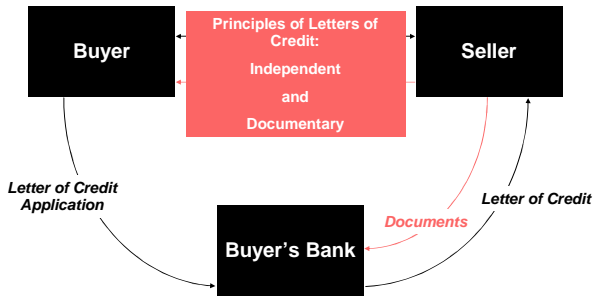 Principles of Letters of
Credit:
Independent
and
Documentary
Buyer
Seller
Letter of Credit
Application
Letter of Credit
Documents
Buyer’s Bank